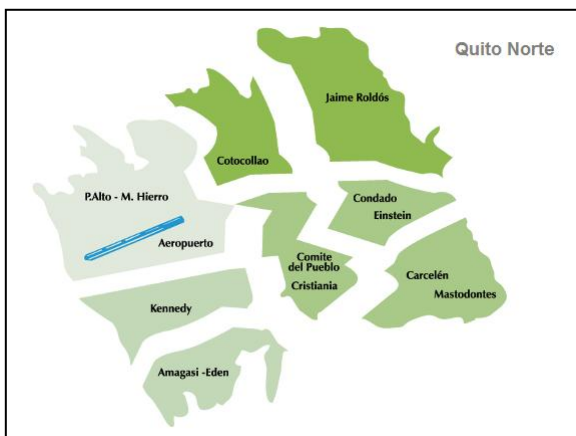 Quito Norte
Jaime Roldós
Cotocollao
P.Alto - M. Hierro
Aeropuerto
Condado
Einstein
Comite
del Pueblo
Cristiania
Carcelén
Mastodontes
Kennedy
Amagasi -Eden